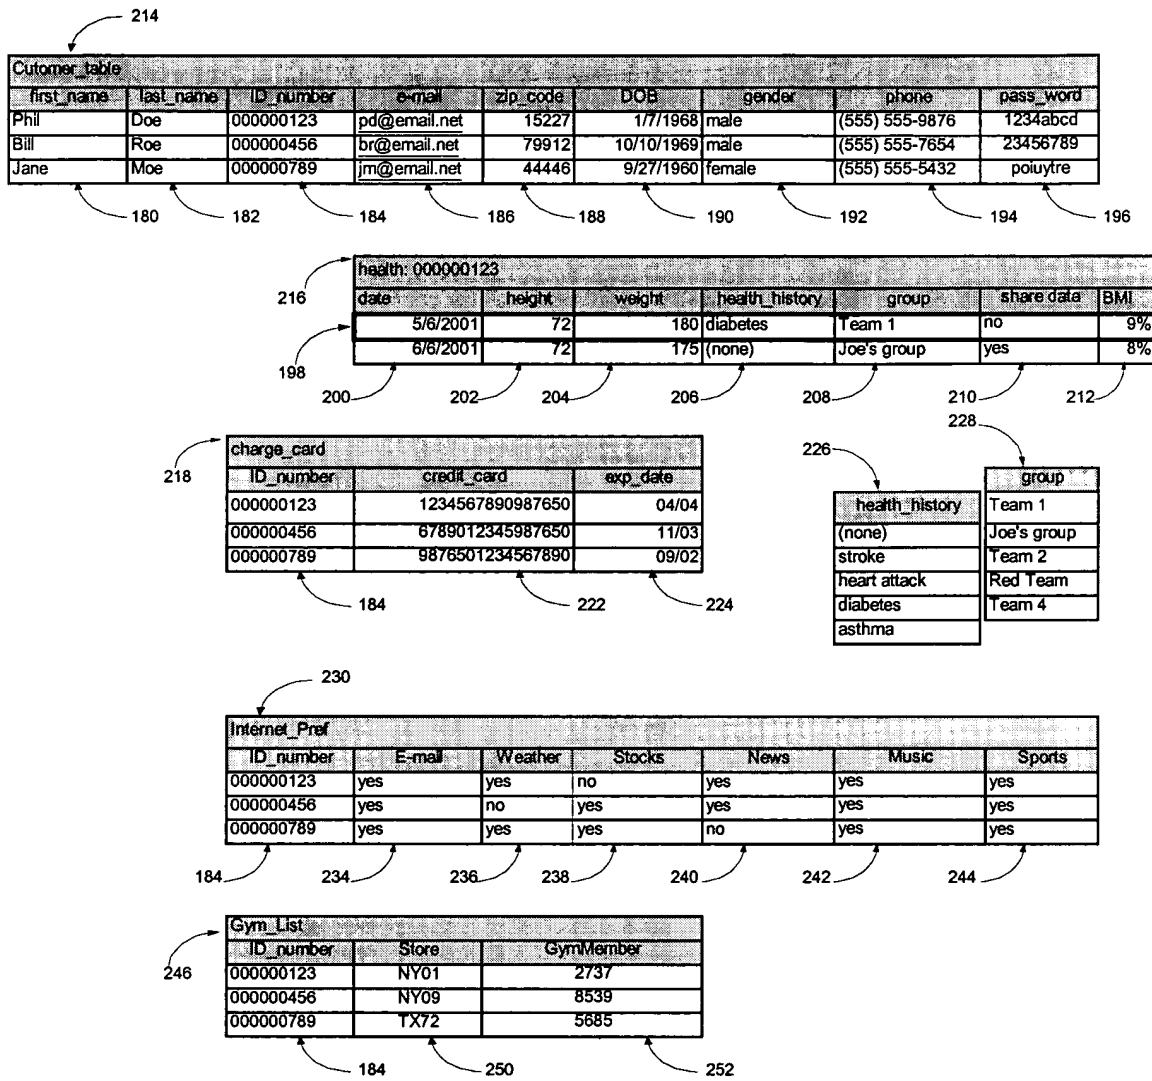 214
Cutomer_table
first_name last_name ID_number e-mail zip_code DOB gender phone pass_word
Phil Doe 000000123 pd@email.net 15227 1/7/1968 male (555) 555-9876 1234abcd
Bill Roe 000000456 br@email.net 79912 10/10/1969 male (555) 555-7654 23456789
Jane Moe 000000789 jm@email.net 44446 9/27/1960 female (555) 555-5432 poiuytre
180 182 184 186 188 190 192 194 196
216
health: 000000123
date height weight health_history group share data BMI
198
5/6/2001 72 180 diabetes Team 1 no 9%
6/6/2001 72 175 (none) Joe's group yes 8%
200 202 204 206 208 210 212
218
charge_card
ID_number credit_card exp_date
000000123 1234567890987650 04/04
000000456 6789012345987650 11/03
000000789 9876501234567890 09/02
184 222 224
226
health_history
(none)
stroke
heart attack
diabetes
asthma
228
group
Team 1
Joe's group
Team 2
Red Team
Team 4
230
Internet_Pref
ID_number E-mail Weather Stocks News Music Sports
000000123 yes yes no yes yes yes
000000456 yes no yes yes yes yes
000000789 yes yes yes no yes yes
184 234 236 238 240 242 244
246
Gym_List
ID_number Store GymMember
000000123 NY01 2737
000000456 NY09 8539
000000789 TX72 5685
184 250 252